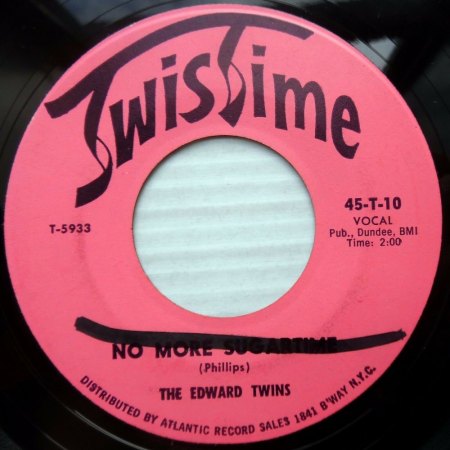 TwisTime
45-T-10
VOCAL
T-5933
Pub., Dundee, BMI
Time: 2:00
NO MORE SUGARTIME
(Phillips)
THE EDWARD TWINS
DISTRIBUTED BY ATLANTIC RECORD SALES 1841 B'WAY N.Y.C.